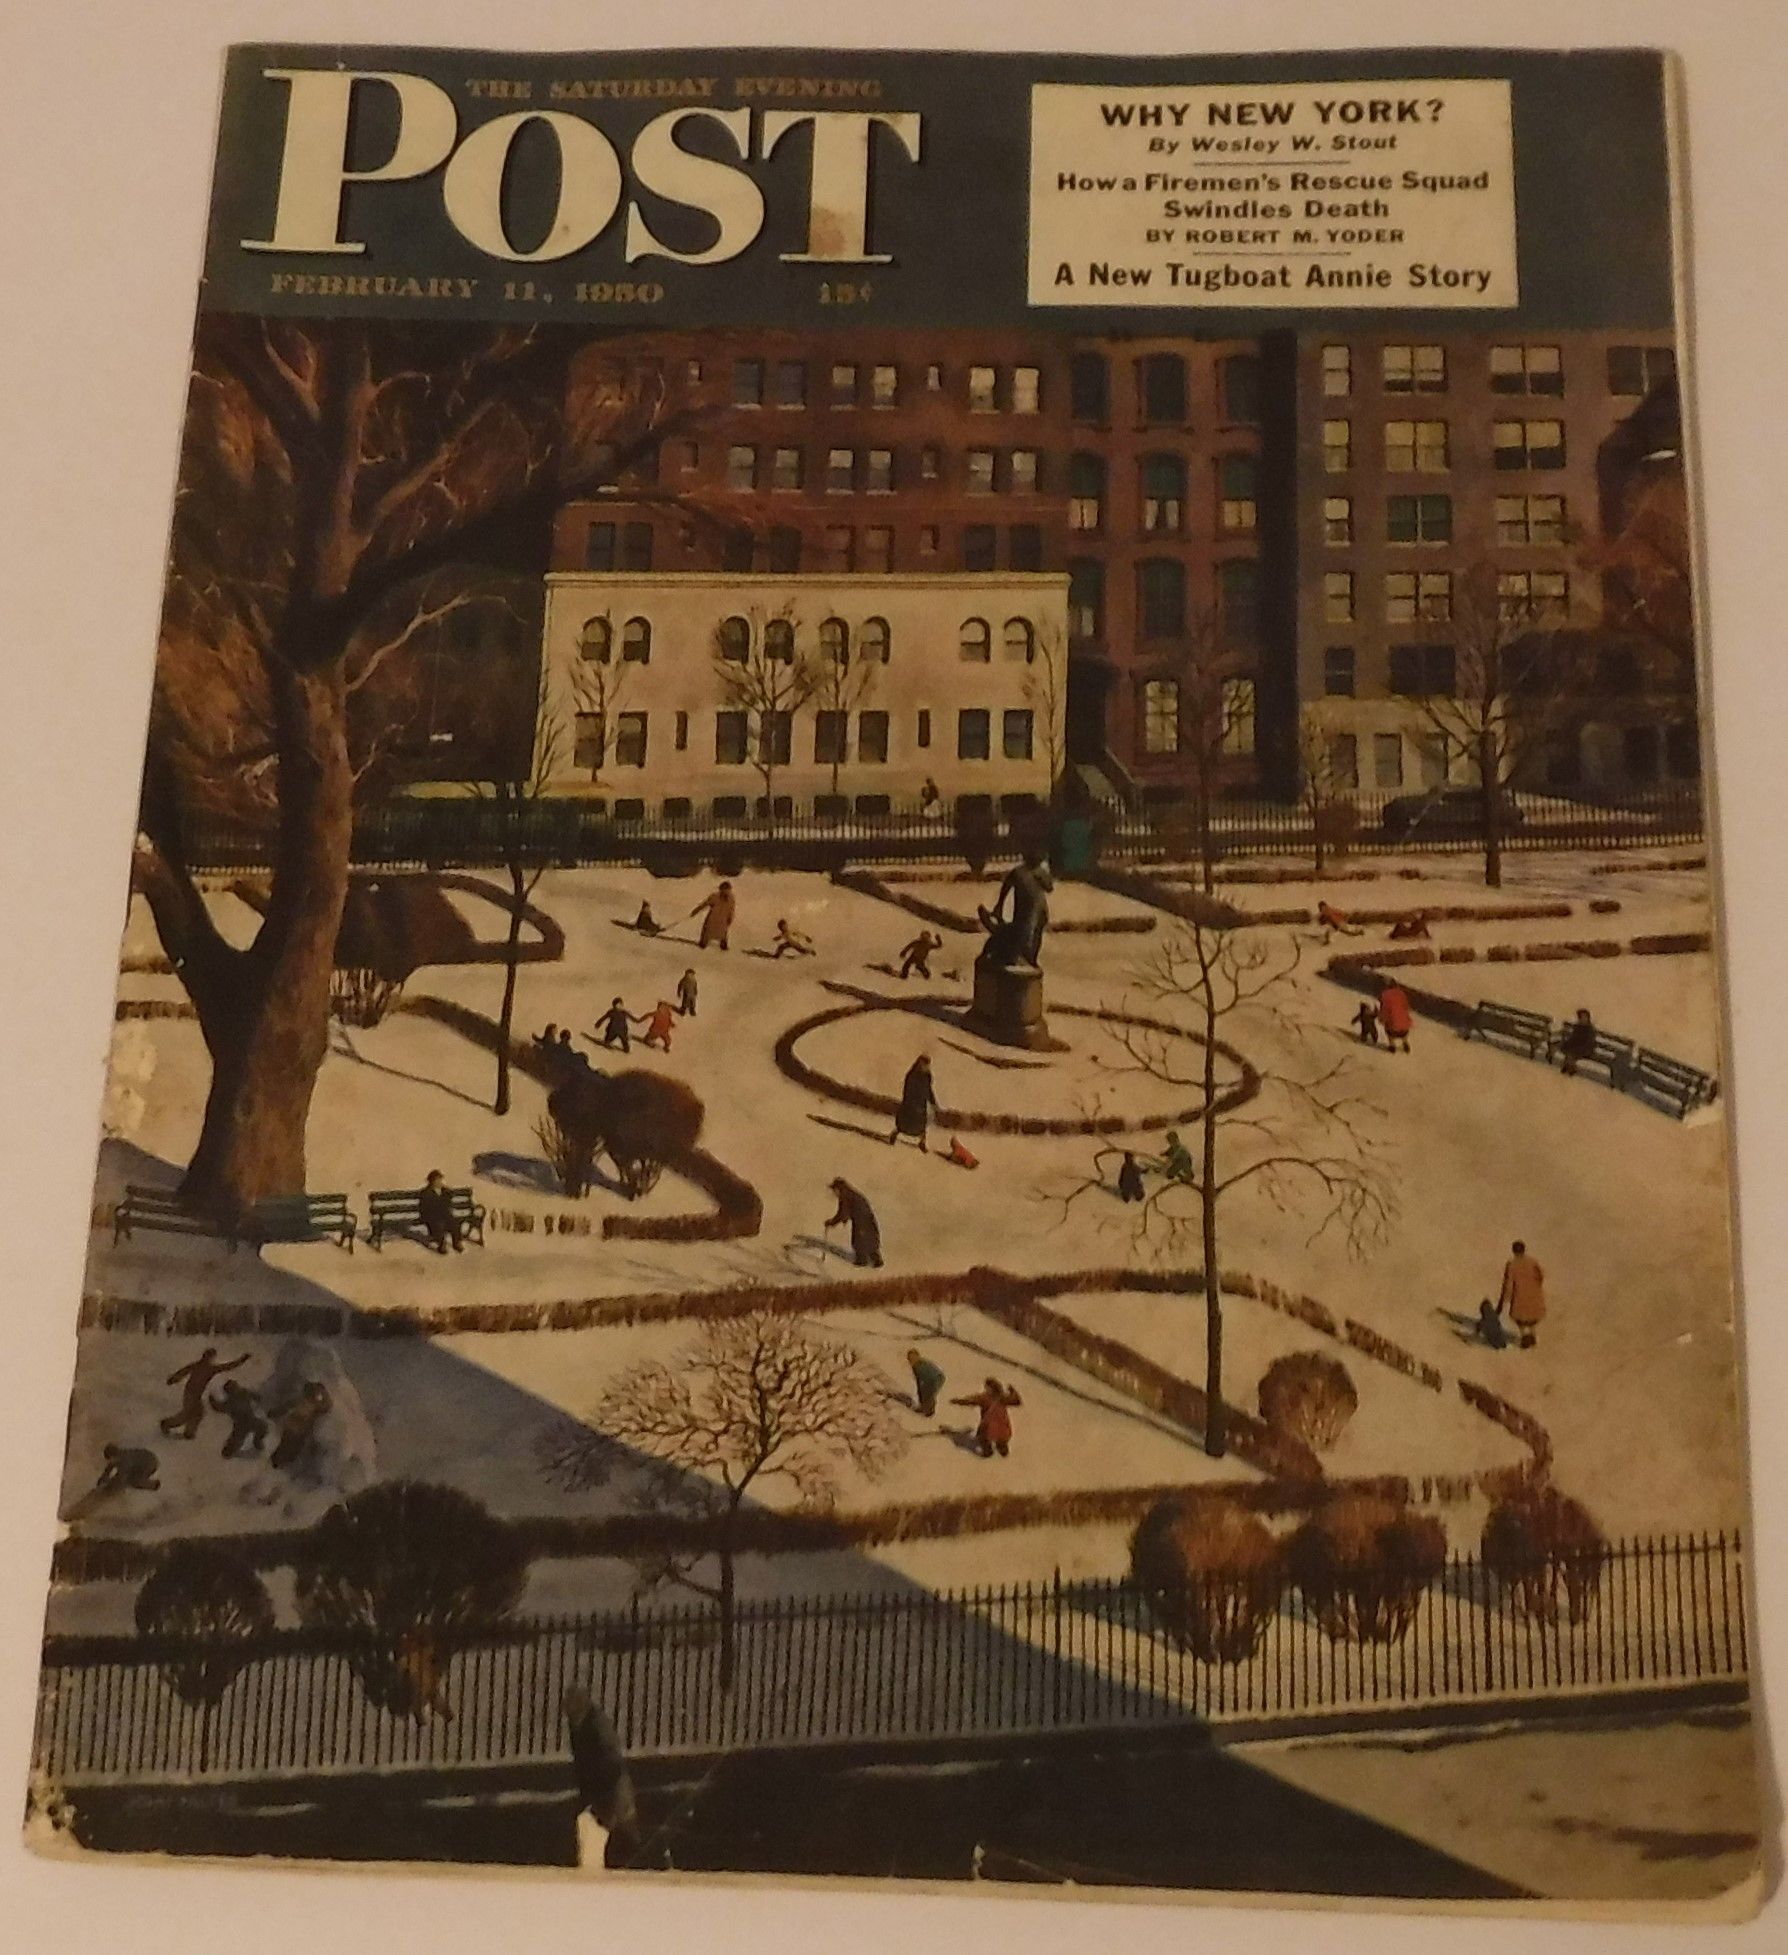 THE SATURDAY EVENING
POST
FEBRUARY 11, 1950 15¢
WHY NEW YORK?
By Wesley W. Stout
How a Firemen's Rescue Squad
Swindles Death
BY ROBERT M. YODER
A New Tugboat Annie Story